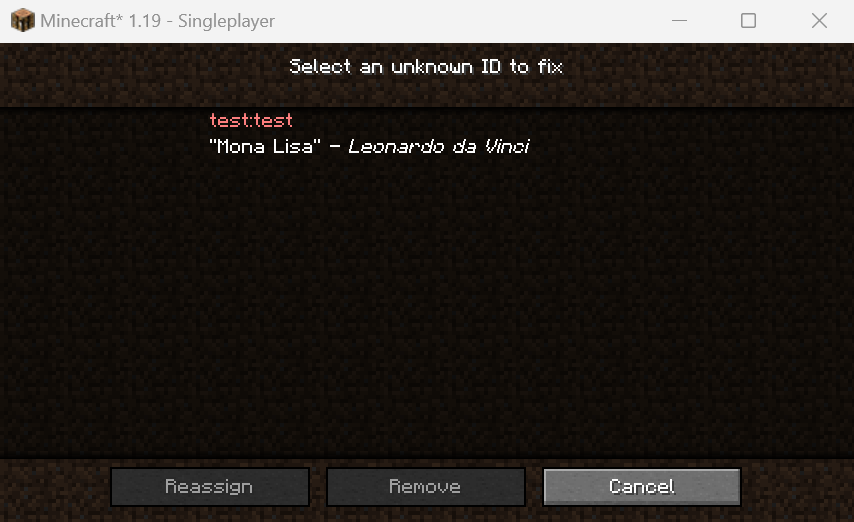 Minecraft* 1.19 - Singleplayer
Select an unknown ID to fix
test:test
"Mona Lisa" - Leonardo da Vinci
Reassign
Remove
Cancel